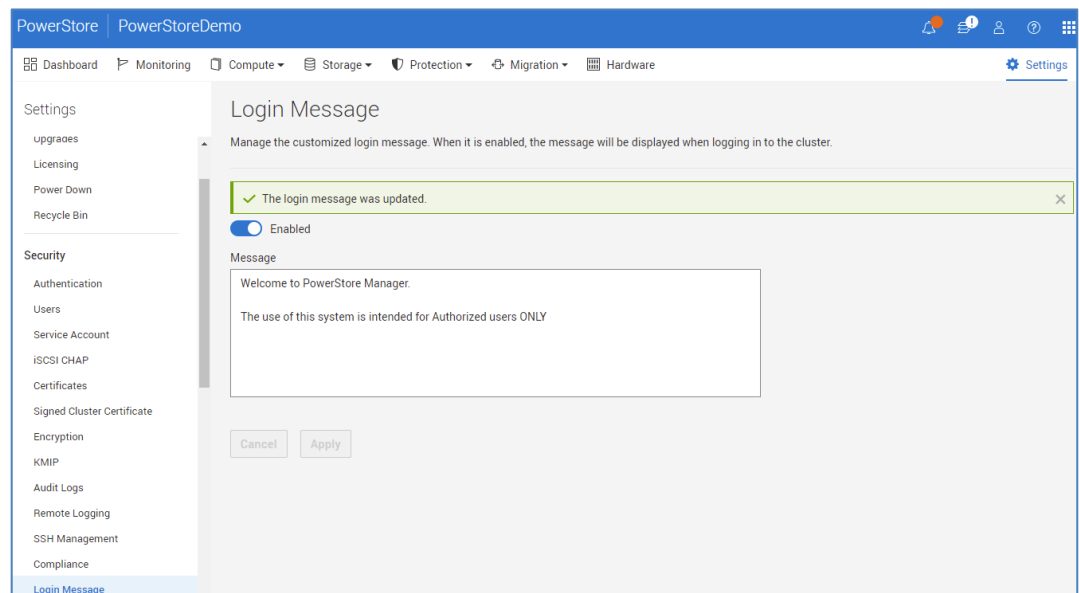 PowerStore PowerStoreDemo
Dashboard Monitoring Compute Storage Protection Migration Hardware Settings
Settings
Upgrades
Licensing
Power Down
Recycle Bin
Security
Authentication
Users
Service Account
iSCSI CHAP
Certificates
Signed Cluster Certificate
Encryption
KMIP
Audit Logs
Remote Logging
SSH Management
Compliance
Login Message
Login Message
Manage the customized login message. When it is enabled, the message will be displayed when logging in to the cluster.
The login message was updated.
Enabled
Message
Welcome to PowerStore Manager.
The use of this system is intended for Authorized users ONLY
Cancel Apply